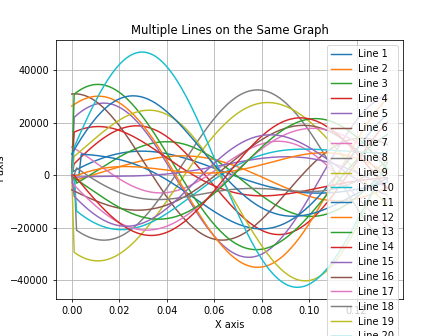 Multiple Lines on the Same Graph
40000
20000
0
−20000
−40000
0.00
0.02
0.04
0.06
0.08
0.10
X axis
Line 1
Line 2
Line 3
Line 4
Line 5
Line 6
Line 7
Line 8
Line 9
Line 10
Line 11
Line 12
Line 13
Line 14
Line 15
Line 16
Line 17
Line 18
Line 19
Line 20